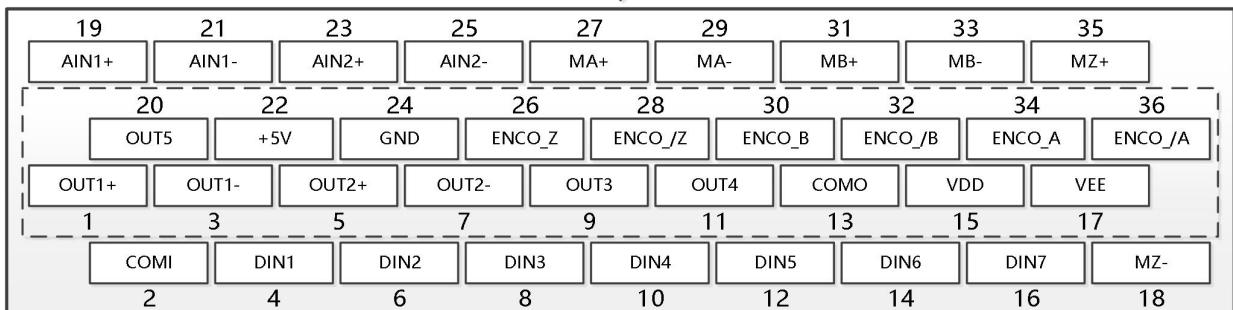 19 21 23 25 27 29 31 33 35
AIN1+ AIN1- AIN2+ AIN2- MA+ MA- MB+ MB- MZ+
20 22 24 26 28 30 32 34 36
OUT5 +5V GND ENCO_Z ENCO_/Z ENCO_B ENCO_/B ENCO_A ENCO_/A
OUT1+ OUT1- OUT2+ OUT2- OUT3 OUT4 COMO VDD VEE
1 3 5 7 9 11 13 15 17
COMI DIN1 DIN2 DIN3 DIN4 DIN5 DIN6 DIN7 MZ-
2 4 6 8 10 12 14 16 18